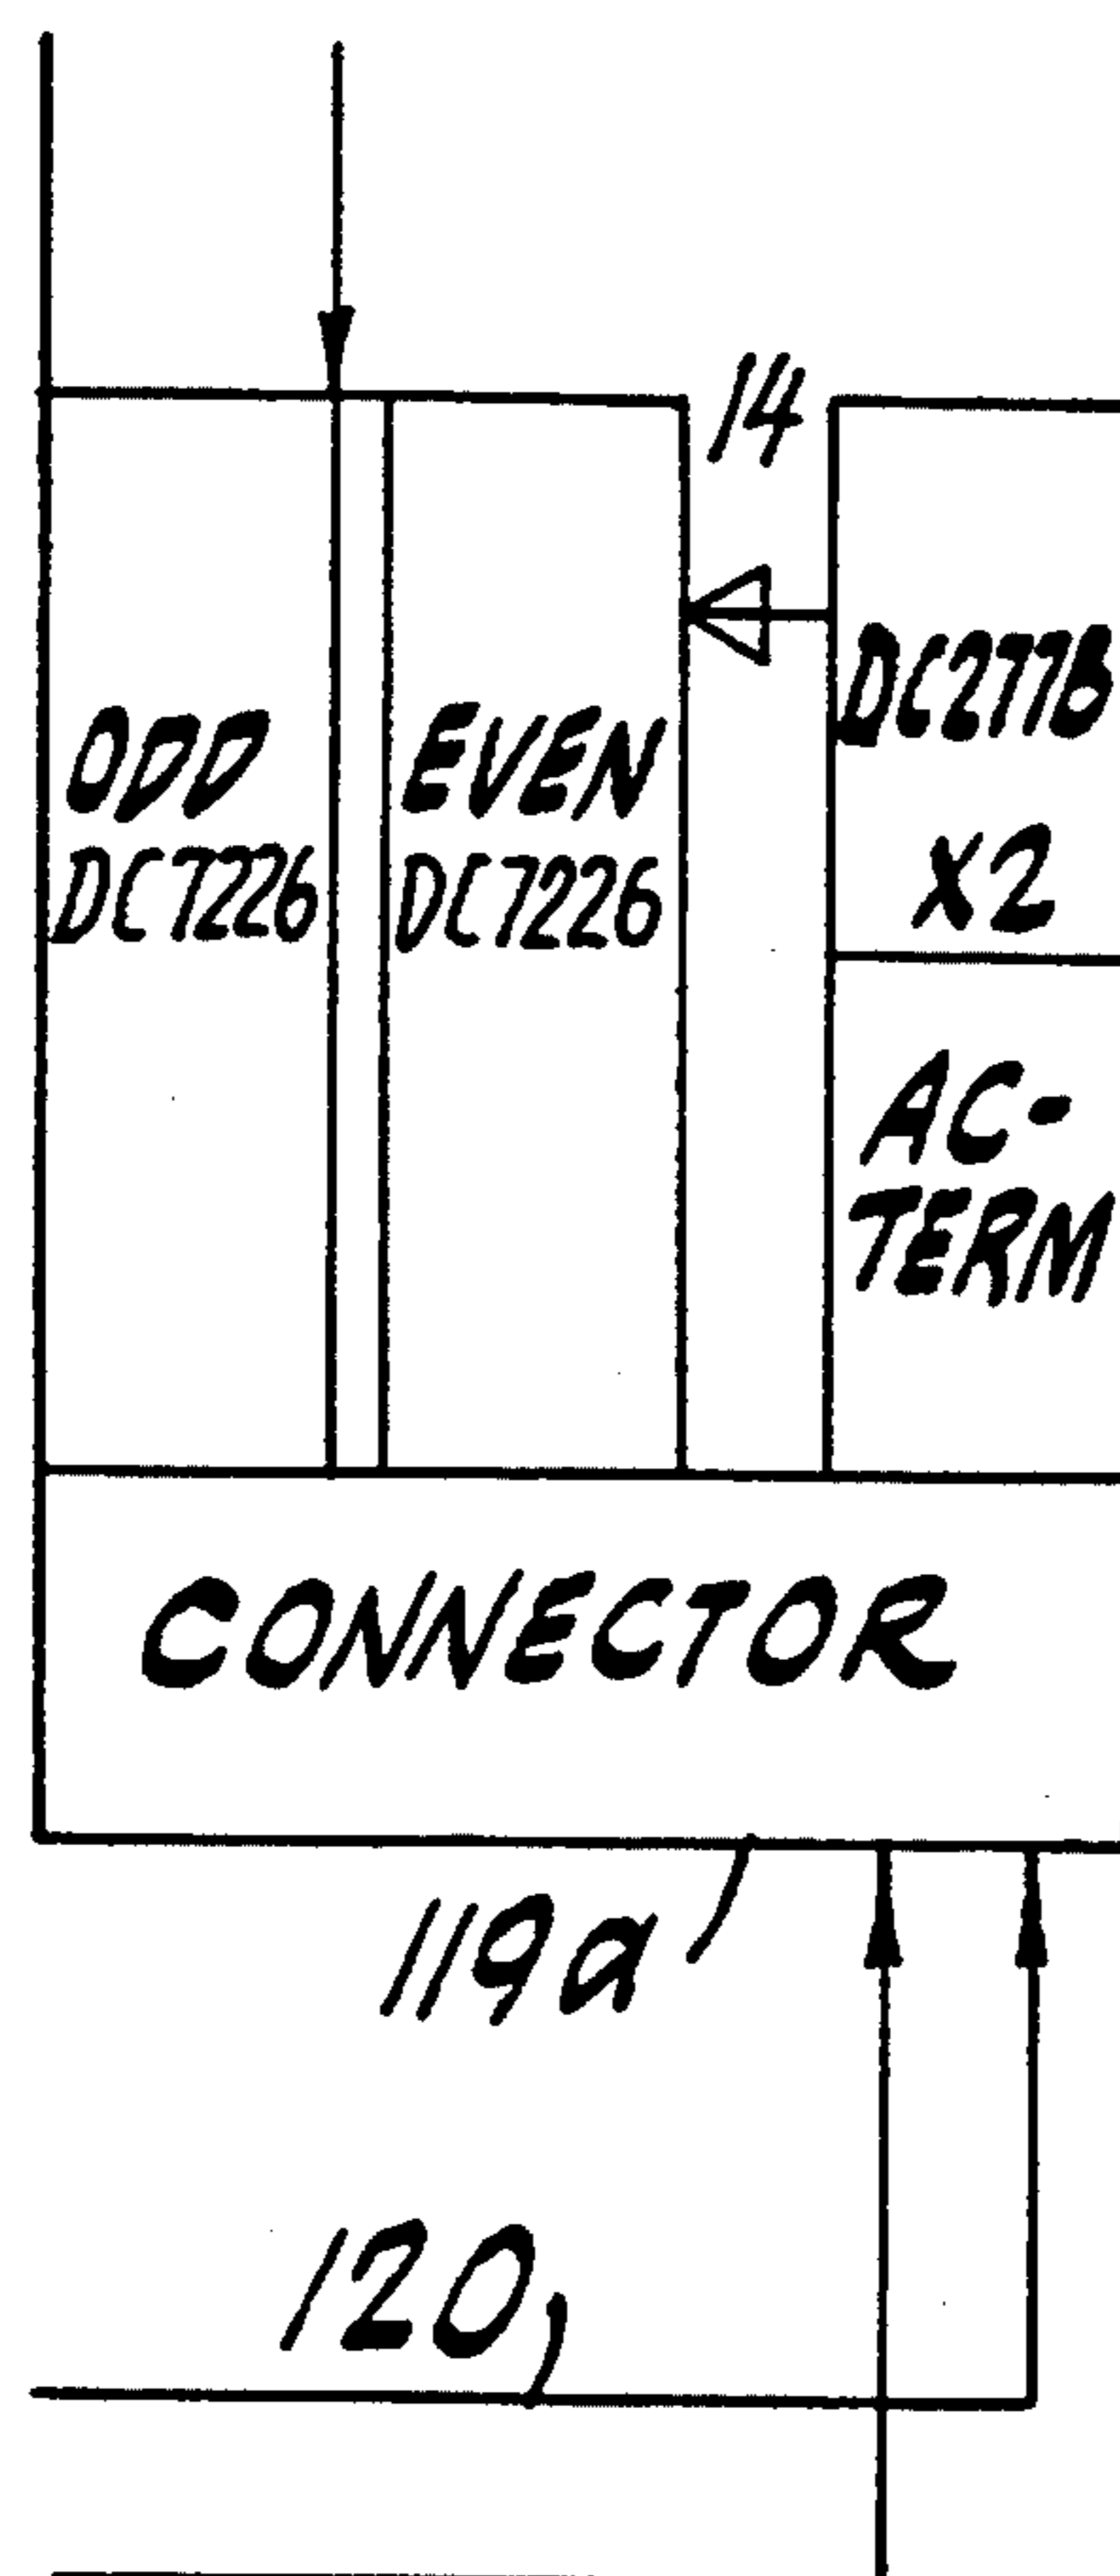 14
DC277B
X2
ODD
DC7226
EVEN
DC7226
AC-
TERM
CONNECTOR
119a
120